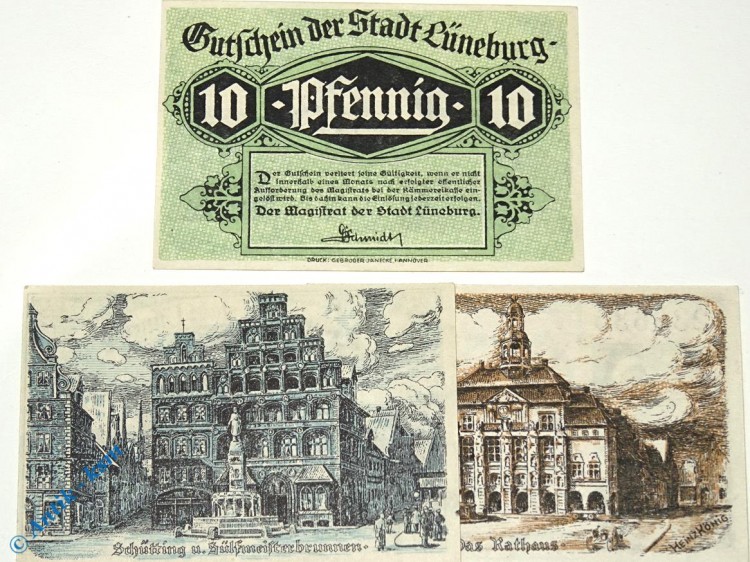 Gutschein der Stadt Lüneburg-
10 -Pfennig- 10
Der Gutschein verliert seine Gültigkeit, wenn er nicht
innerhalb eines Monats nach erfolgter öffentlicher
Aufforderung des Magistrats bei der Kämmereikasse ein-
gelöst wird. Bis dahin kann die Einlösung jederzeit erfolgen.
Der Magistrat der Stadt Lüneburg.
Schmidt
DRUCK: GEBRÜDER JÄNECKE, HANNOVER
Schütting u. Sülfmeisterbrunnen.
Das Rathaus
HEINZ KÖNIG